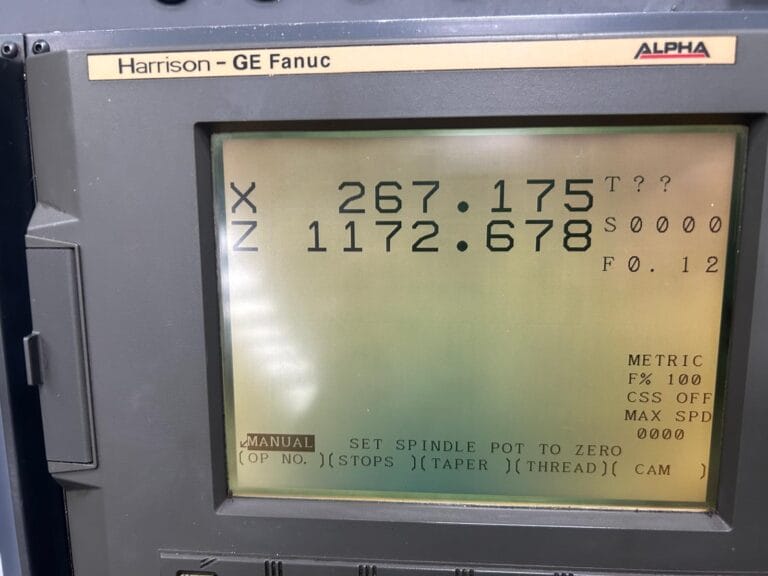 Harrison - GE Fanuc
ALPHA
X 267.175 T??
Z 1172.678 S0000
F0.12
METRIC
F% 100
CSS OFF
MAX SPD
0000
MANUAL SET SPINDLE POT TO ZERO
(OP NO. )(STOPS )(TAPER )(THREAD)( CAM )